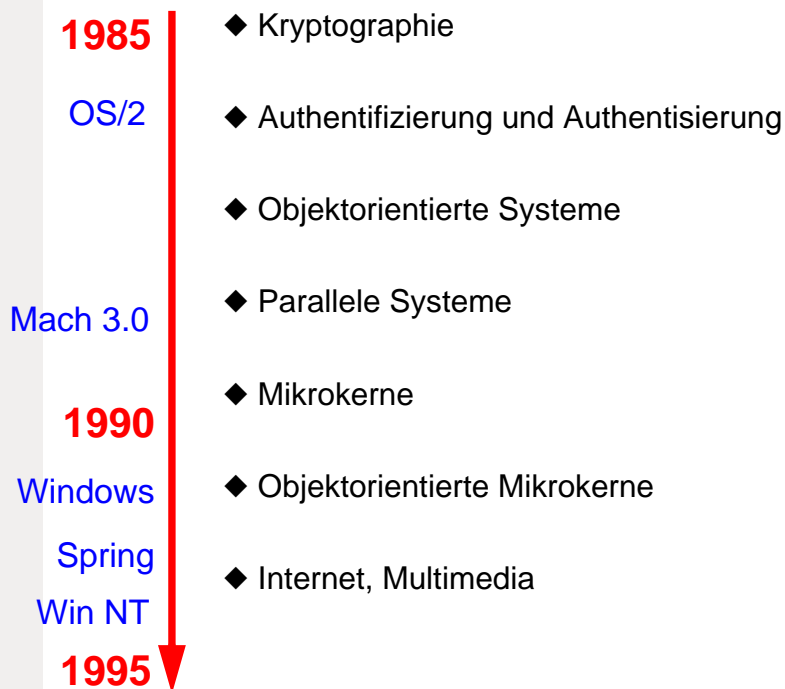 1985
◆ Kryptographie
OS/2
◆ Authentifizierung und Authentisierung
◆ Objektorientierte Systeme
Mach 3.0
◆ Parallele Systeme
◆ Mikrokerne
1990
Windows
◆ Objektorientierte Mikrokerne
Spring
◆ Internet, Multimedia
Win NT
1995